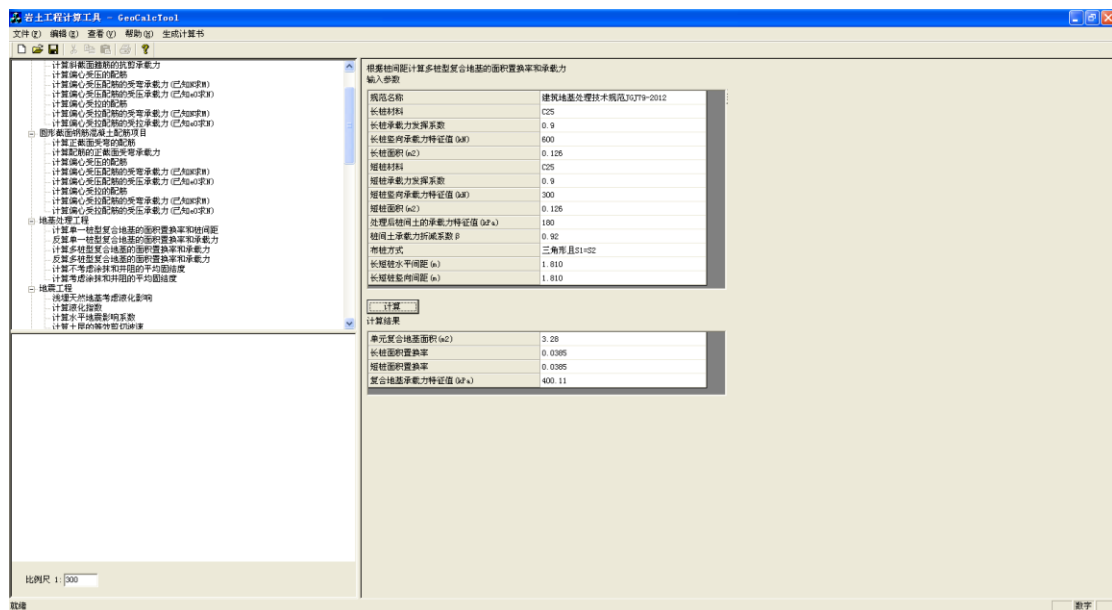 岩土工程计算工具 - GeoCalcTool
文件(F) 编辑(E) 查看(V) 帮助(H) 生成计算书
计算斜截面箍筋的抗剪承载力
计算偏心受压的配筋
计算偏心受压配筋的受弯承载力(已知N求M)
计算偏心受压配筋的受压承载力(已知e0求N)
计算偏心受拉的配筋
计算偏心受拉配筋的受弯承载力(已知N求M)
计算偏心受拉配筋的受拉承载力(已知e0求N)
圆形截面钢筋混凝土配筋项目
计算正截面受弯的配筋
计算配筋的正截面受弯承载力
计算偏心受压的配筋
计算偏心受压配筋的受弯承载力(已知N求M)
计算偏心受压配筋的受压承载力(已知e0求N)
计算偏心受拉的配筋
计算偏心受拉配筋的受弯承载力(已知N求M)
计算偏心受拉配筋的受压承载力(已知e0求N)
地基处理工程
计算单一桩型复合地基的面积置换率和桩间距
反算单一桩型复合地基的面积置换率和承载力
计算多桩型复合地基的面积置换率和承载力
反算多桩型复合地基的面积置换率和承载力
计算不考虑涂抹和井阻的平均固结度
计算考虑涂抹和井阻的平均固结度
地震工程
浅埋天然地基考虑液化影响
计算液化指数
计算水平地震影响系数
计算土层的等效剪切波速
比例尺 1: 300
根据桩间距计算多桩型复合地基的面积置换率和承载力
输入参数
规范名称 建筑地基处理技术规范JGJ79-2012
长桩材料 C25
长桩承载力发挥系数 0.9
长桩竖向承载力特征值(kN) 600
长桩面积(m2) 0.126
短桩材料 C25
短桩承载力发挥系数 0.9
短桩竖向承载力特征值(kN) 300
短桩面积(m2) 0.126
处理后桩间土的承载力特征值(kPa) 180
桩间土承载力折减系数β 0.92
布桩方式 三角形且S1=S2
长短桩水平间距(m) 1.810
长短桩竖向间距(m) 1.810
计算
计算结果
单元复合地基面积(m2) 3.28
长桩面积置换率 0.0385
短桩面积置换率 0.0385
复合地基承载力特征值(kPa) 400.11
就绪 数字